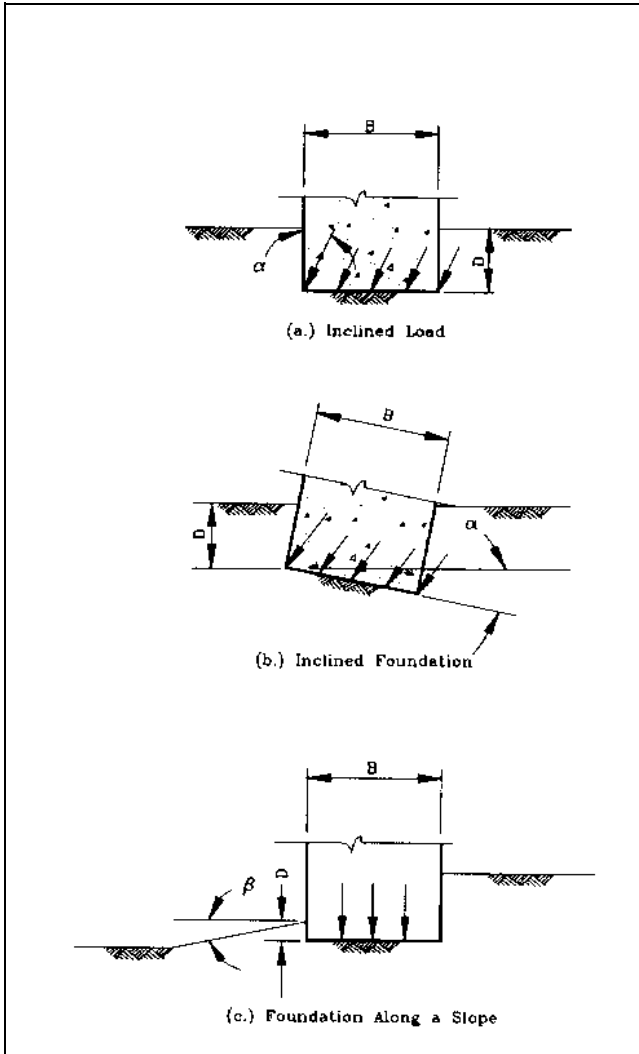 B
α
D
(a.) Inclined Load
B
D
α
(b.) Inclined Foundation
B
β
D
(c.) Foundation Along a Slope